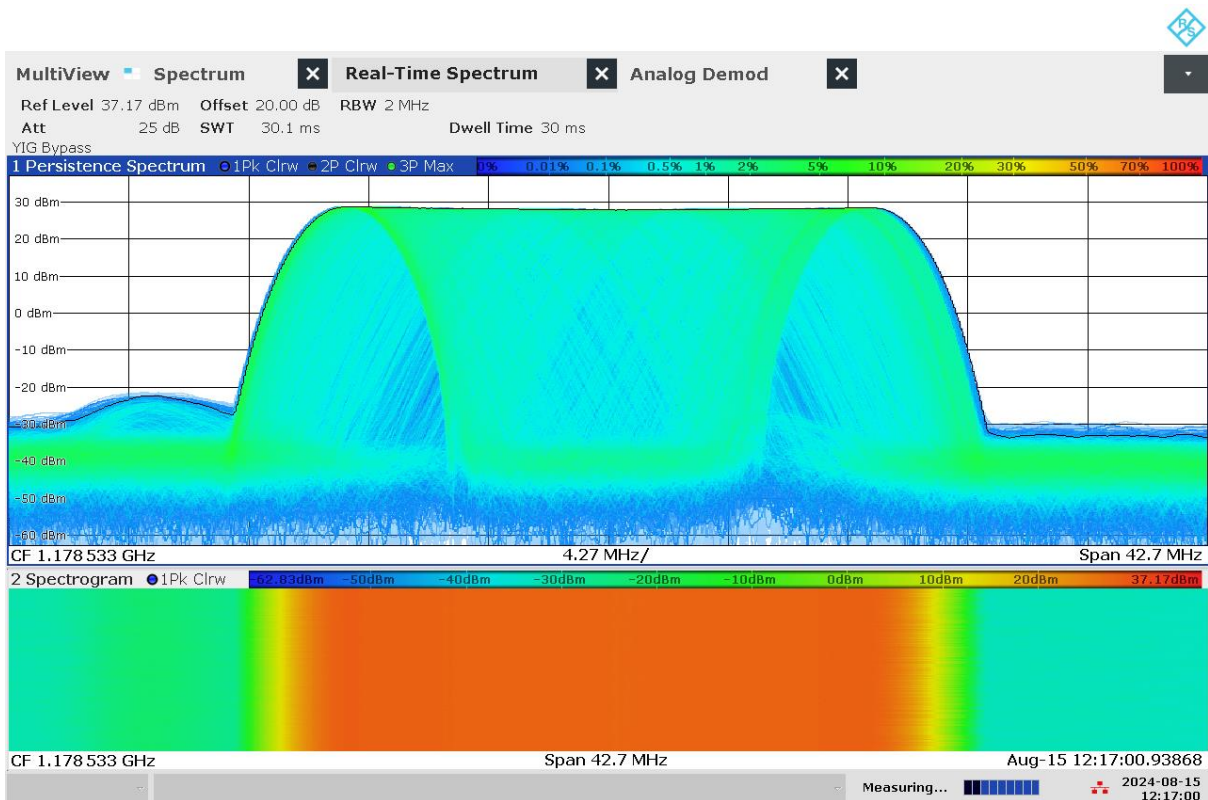 R&S
MultiView Spectrum Real-Time Spectrum Analog Demod
Ref Level 37.17 dBm Offset 20.00 dB RBW 2 MHz
Att 25 dB SWT 30.1 ms Dwell Time 30 ms
YIG Bypass
1 Persistence Spectrum 1Pk Clrw 2P Clrw 3P Max 0% 0.01% 0.1% 0.5% 1% 2% 5% 10% 20% 30% 50% 70% 100%
30 dBm
20 dBm
10 dBm
0 dBm
-10 dBm
-20 dBm
-30 dBm
-40 dBm
-50 dBm
-60 dBm
CF 1.178 533 GHz 4.27 MHz/ Span 42.7 MHz
2 Spectrogram 1Pk Clrw -62.83dBm -50dBm -40dBm -30dBm -20dBm -10dBm 0dBm 10dBm 20dBm 37.17dBm
CF 1.178 533 GHz Span 42.7 MHz Aug-15 12:17:00.93868
Measuring... 2024-08-15
12:17:00